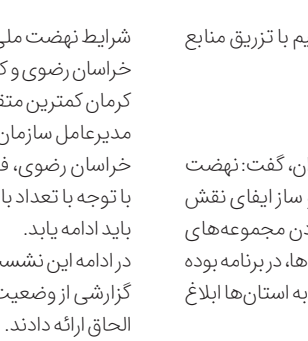 یم با تزریق منابع
ان، گفت: نهضت
ساز ایفای نقش
دن مجموعه‌های
ها، در برنامه بوده
به استان‌ها ابلاغ
شرایط نهضت ملی
خراسان رضوی و ک
کرمان کمترین متق
مدیرعامل سازمان
خراسان رضوی، ف
با توجه با تعداد با
باید ادامه یابد.
در ادامه این نشست
گزارشی از وضعیت
الحاق ارائه دادند.